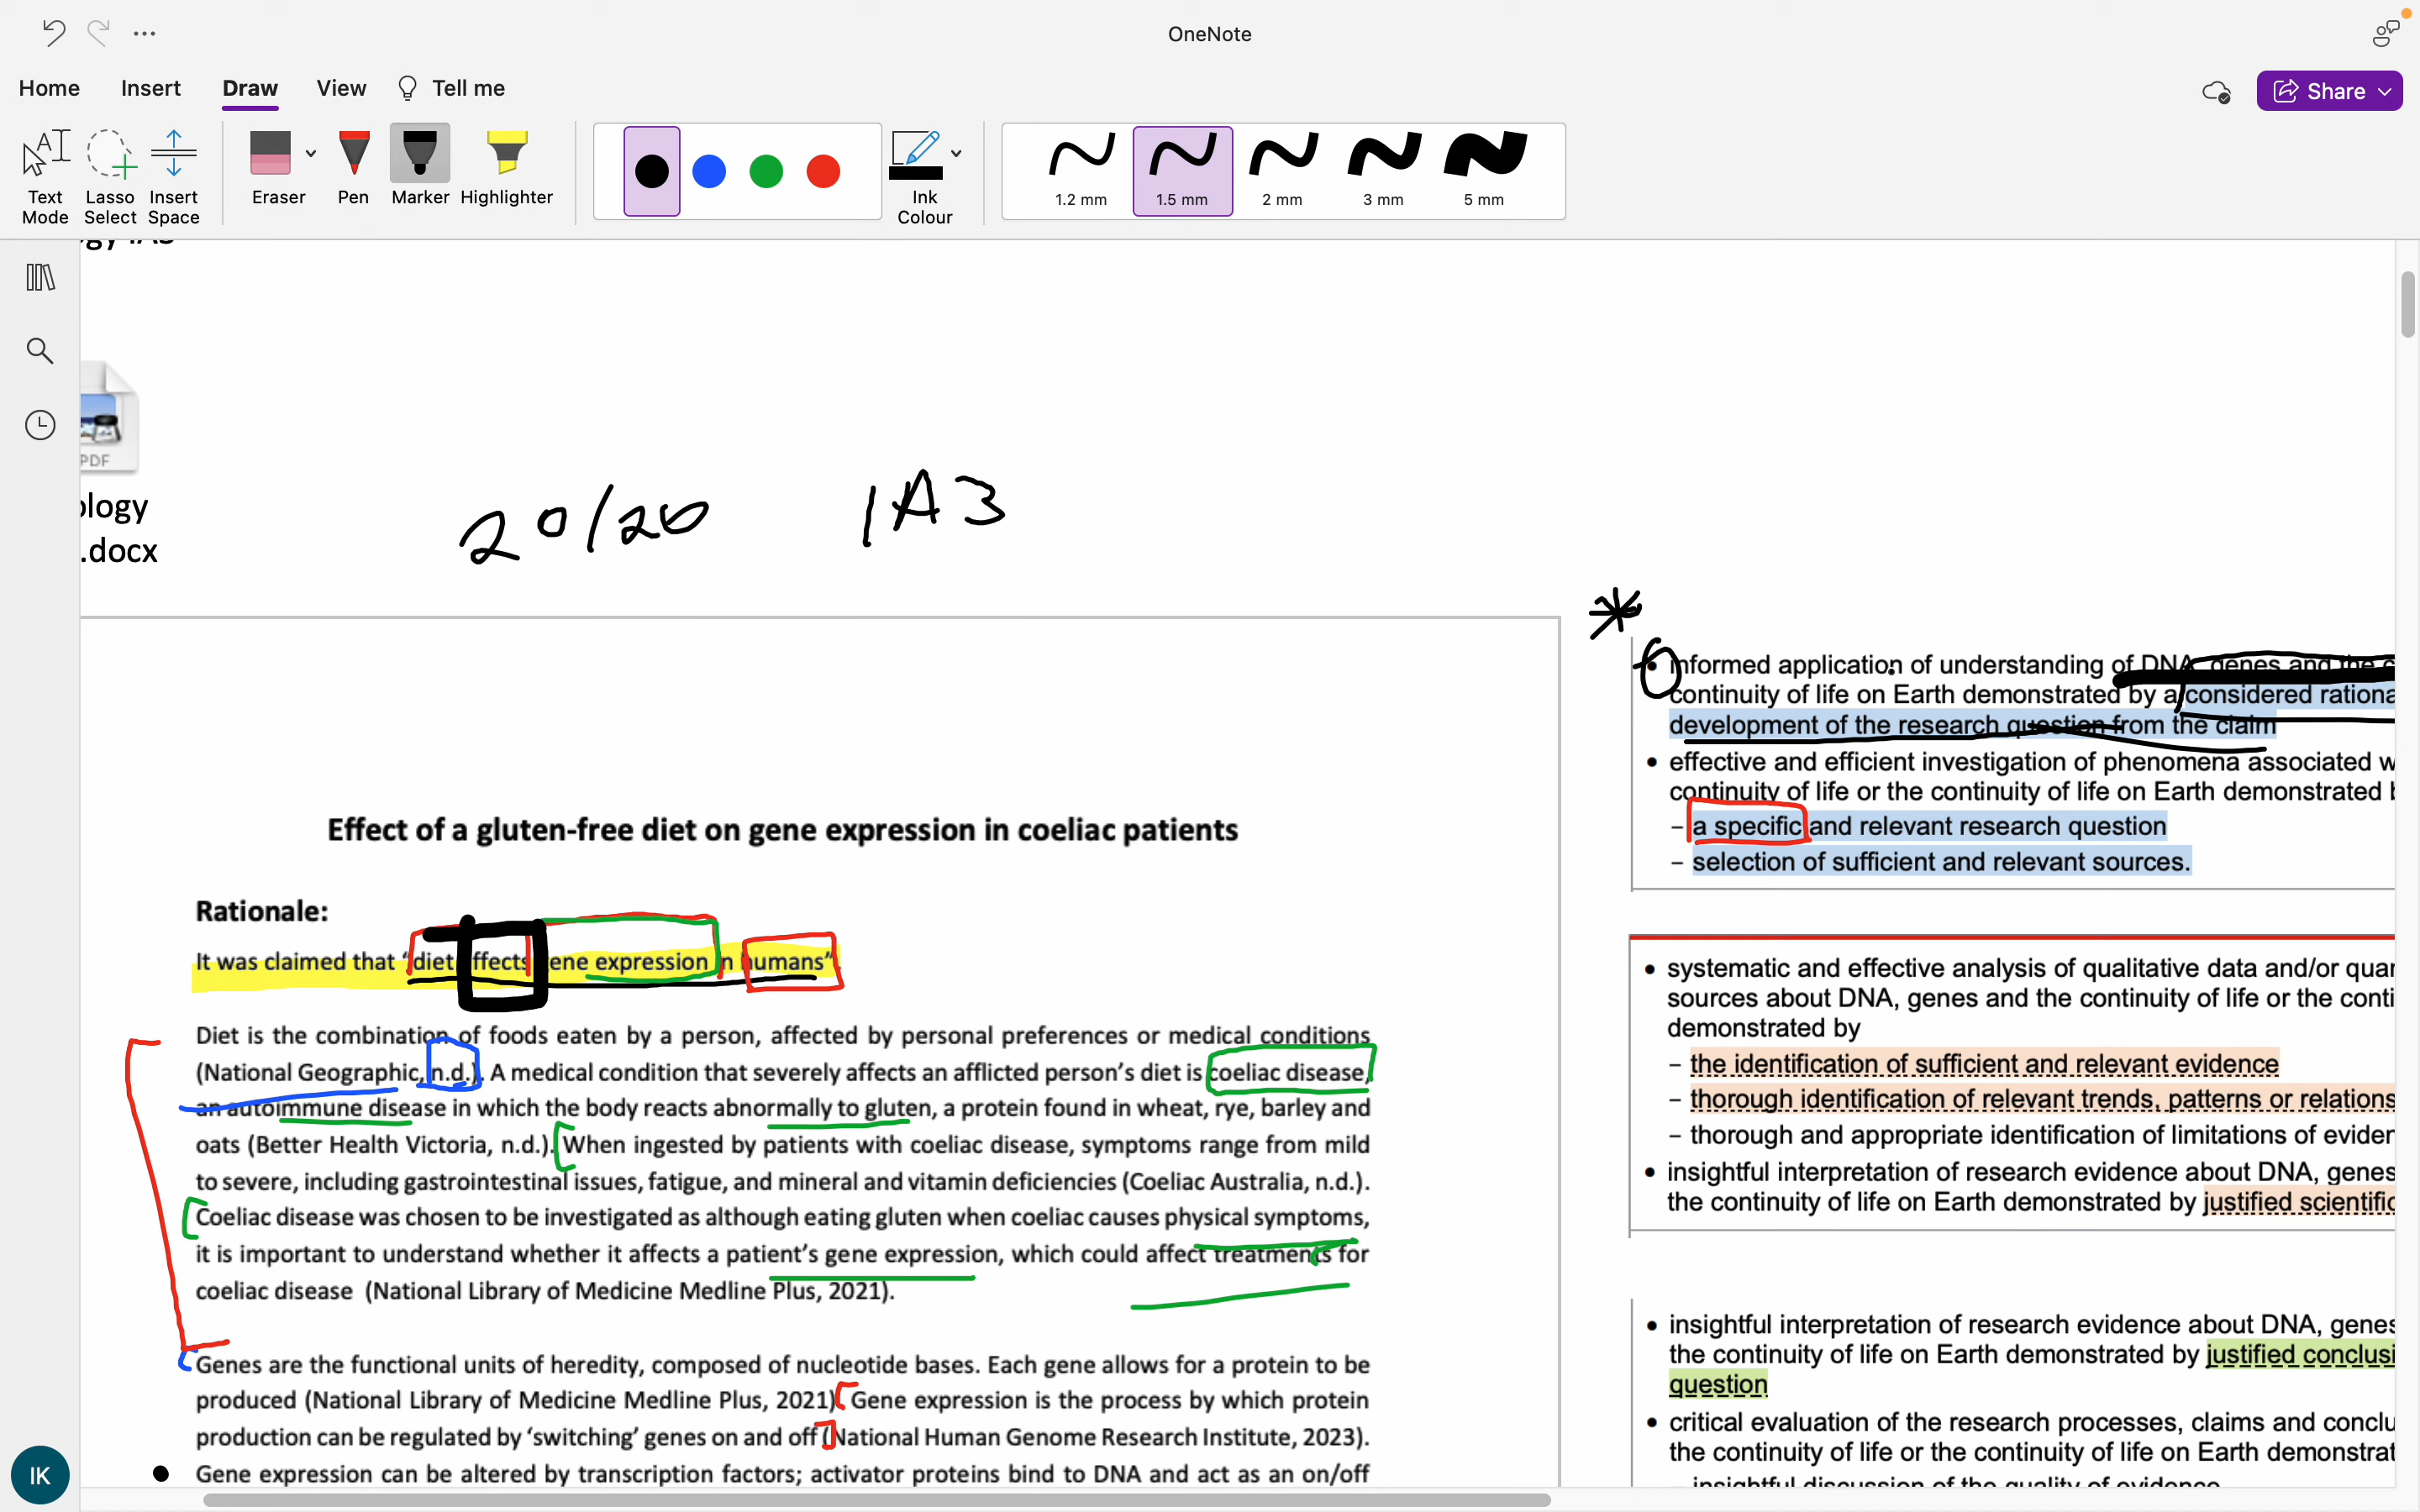 OneNote
Home Insert Draw View Tell me
Share
Text Mode
Lasso Select
Insert Space
Eraser
Pen
Marker
Highlighter
Ink Colour
1.2 mm
1.5 mm
2 mm
3 mm
5 mm
PDF
ology
.docx
20/20 IA3
Effect of a gluten-free diet on gene expression in coeliac patients
Rationale:
It was claimed that "diet affects gene expression in humans"
Diet is the combination of foods eaten by a person, affected by personal preferences or medical conditions
(National Geographic, n.d.). A medical condition that severely affects an afflicted person's diet is coeliac disease,
an autoimmune disease in which the body reacts abnormally to gluten, a protein found in wheat, rye, barley and
oats (Better Health Victoria, n.d.). When ingested by patients with coeliac disease, symptoms range from mild
to severe, including gastrointestinal issues, fatigue, and mineral and vitamin deficiencies (Coeliac Australia, n.d.).
Coeliac disease was chosen to be investigated as although eating gluten when coeliac causes physical symptoms,
it is important to understand whether it affects a patient's gene expression, which could affect treatments for
coeliac disease (National Library of Medicine Medline Plus, 2021).
Genes are the functional units of heredity, composed of nucleotide bases. Each gene allows for a protein to be
produced (National Library of Medicine Medline Plus, 2021). Gene expression is the process by which protein
production can be regulated by 'switching' genes on and off (National Human Genome Research Institute, 2023).
Gene expression can be altered by transcription factors; activator proteins bind to DNA and act as an on/off
*
• informed application of understanding of DNA, genes and the c
continuity of life on Earth demonstrated by a considered rationa
development of the research question from the claim
• effective and efficient investigation of phenomena associated w
continuity of life or the continuity of life on Earth demonstrated b
– a specific and relevant research question
– selection of sufficient and relevant sources.
• systematic and effective analysis of qualitative data and/or quan
sources about DNA, genes and the continuity of life or the conti
demonstrated by
– the identification of sufficient and relevant evidence
– thorough identification of relevant trends, patterns or relations
– thorough and appropriate identification of limitations of eviden
• insightful interpretation of research evidence about DNA, genes
the continuity of life on Earth demonstrated by justified scientific
• insightful interpretation of research evidence about DNA, genes
the continuity of life on Earth demonstrated by justified conclusi
question
• critical evaluation of the research processes, claims and conclu
the continuity of life or the continuity of life on Earth demonstrat
– insightful discussion of the quality of evidence
IK